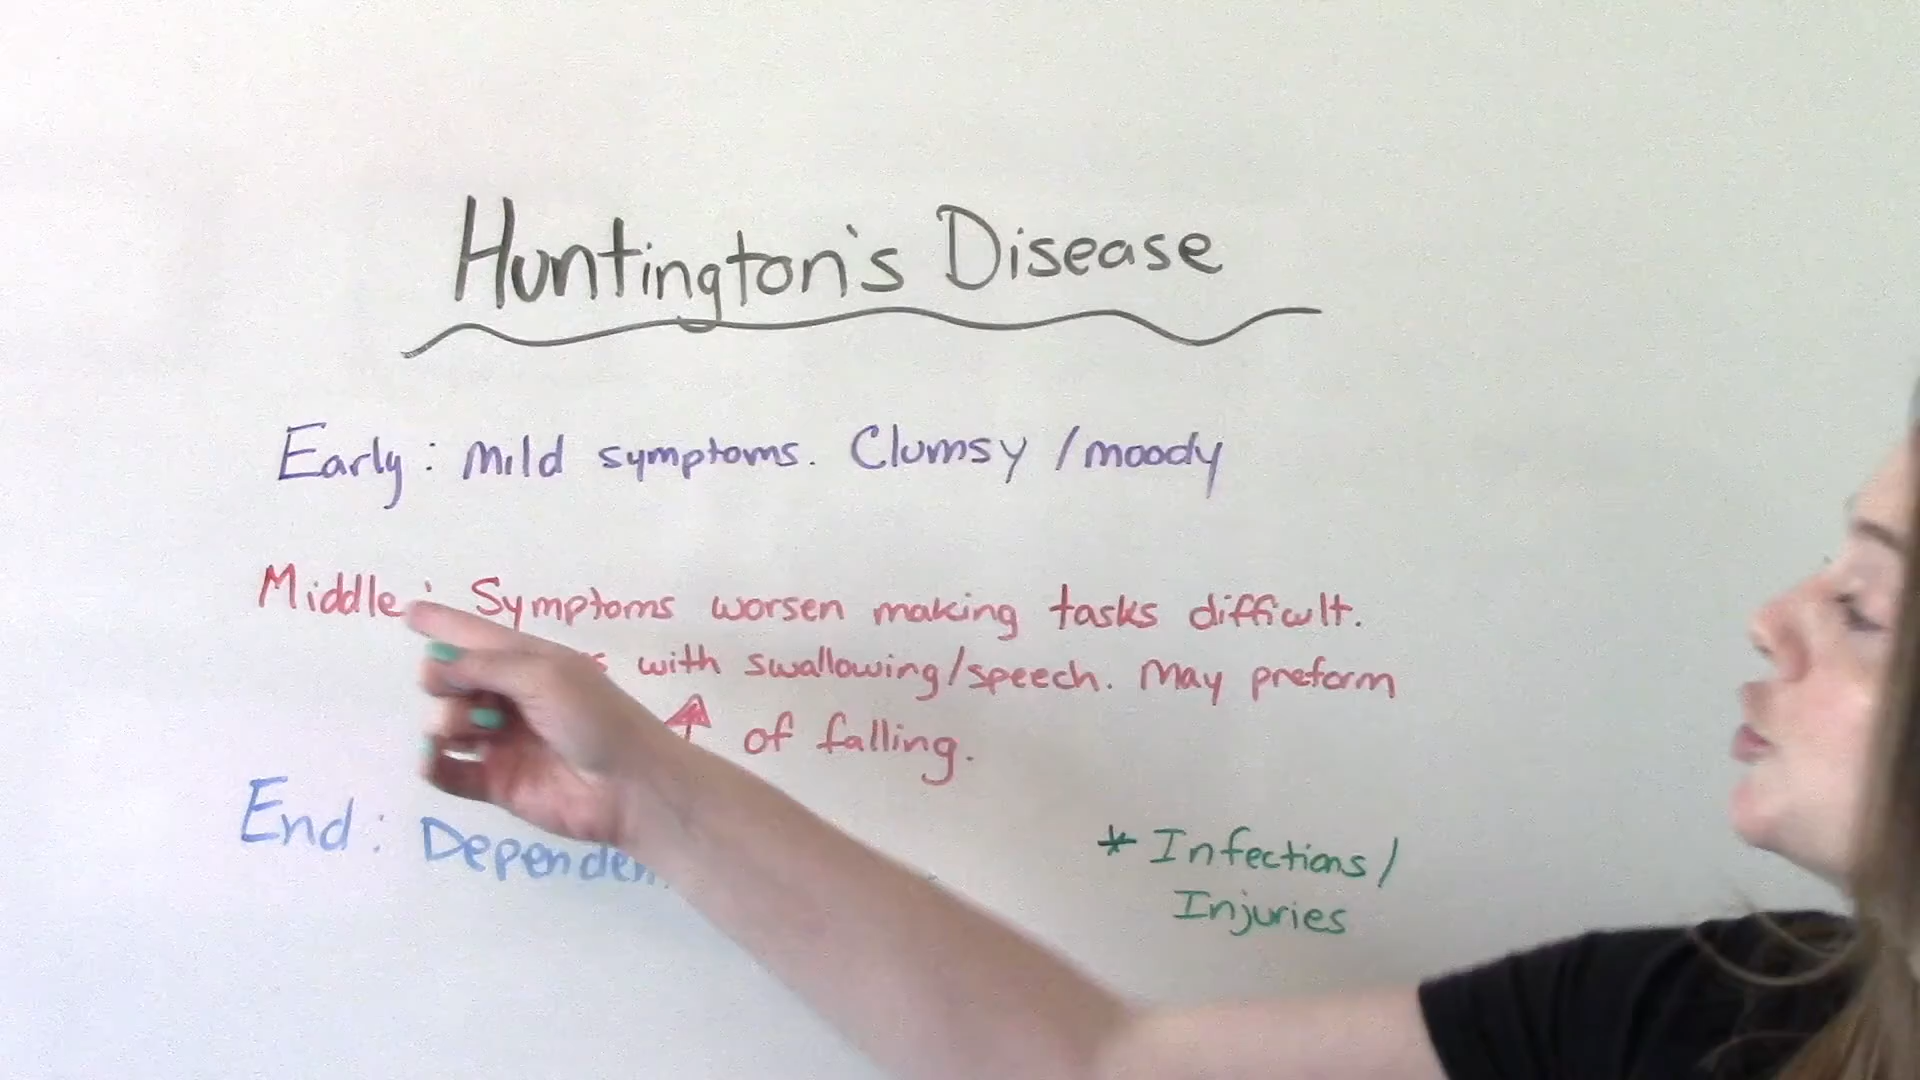 Huntington's Disease
Early: Mild symptoms. Clumsy /moody
Middle: Symptoms worsen making tasks difficult.
with swallowing/speech. May preform
of falling.
End: Depende
* Infections/
Injuries